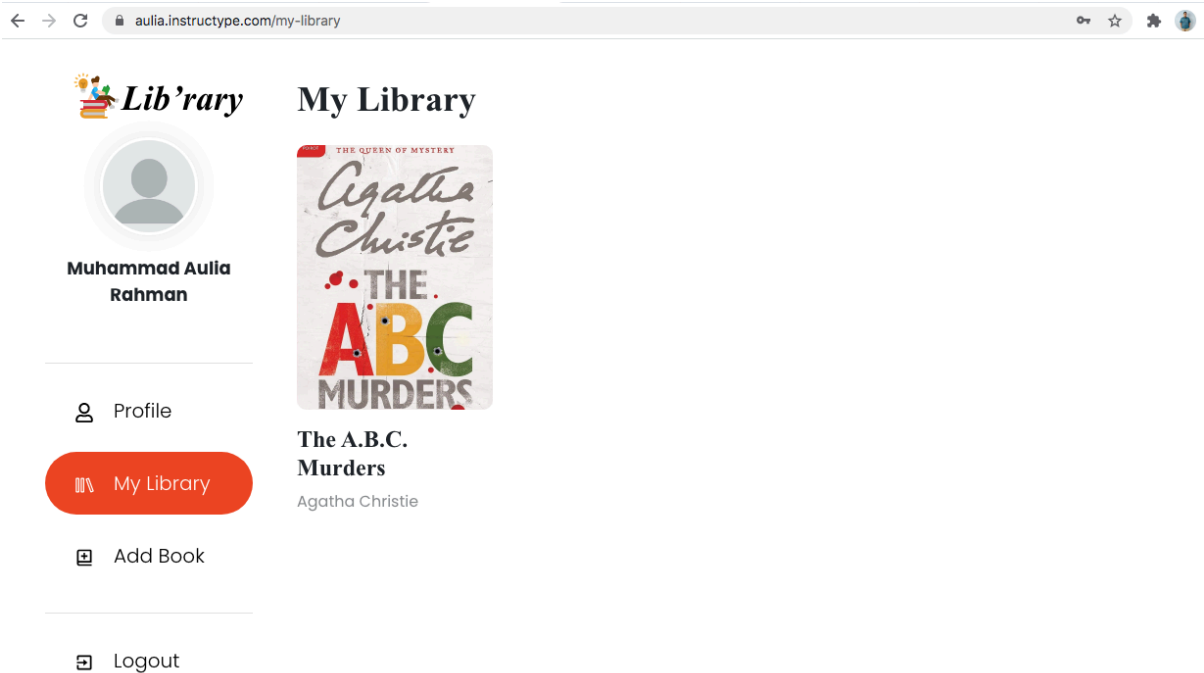 aulia.instructype.com/my-library
Lib’rary
Muhammad Aulia
Rahman
Profile
My Library
Add Book
Logout
My Library
THE QUEEN OF MYSTERY
Agatha
Christie
THE
ABC
MURDERS
The A.B.C.
Murders
Agatha Christie